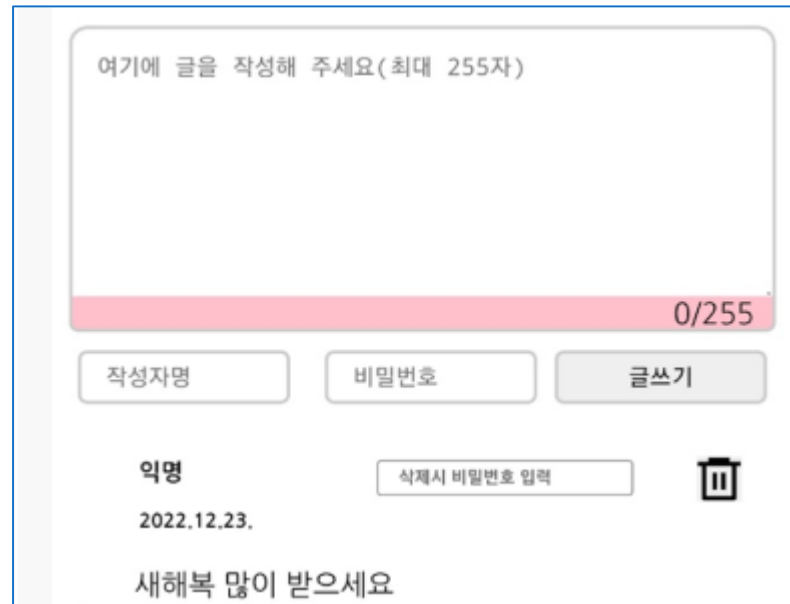 여기에 글을 작성해 주세요(최대 255자)
0/255
작성자명 비밀번호 글쓰기
익명 삭제시 비밀번호 입력
2022.12.23.
새해복 많이 받으세요